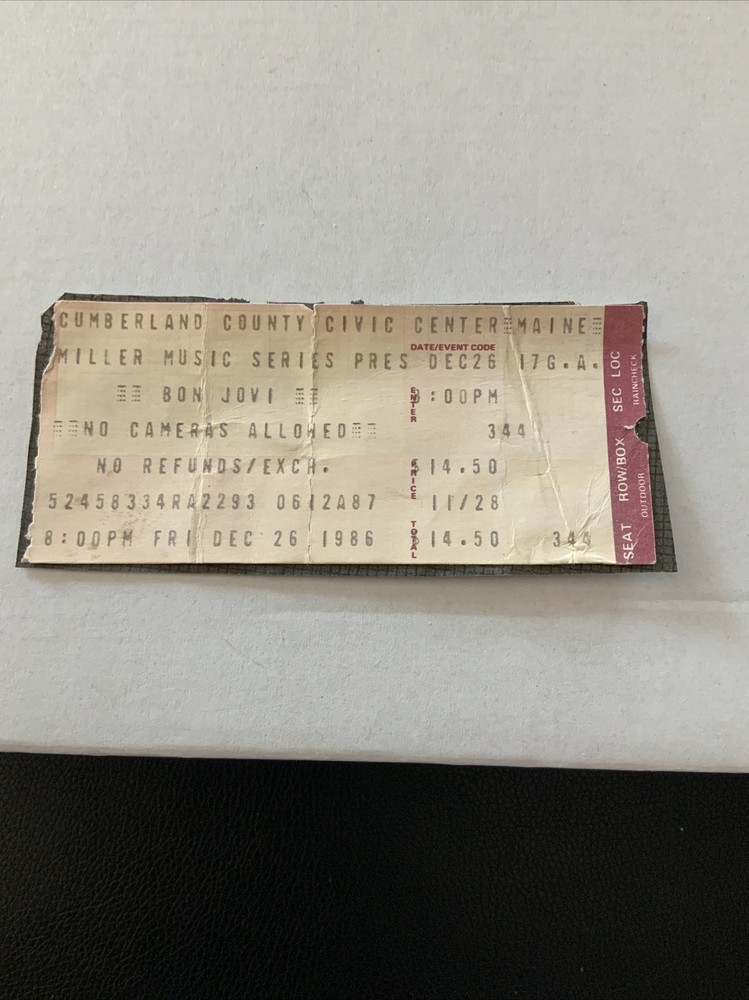 CUMBERLAND COUNTY CIVIC CENTER MAINE
DATE/EVENT CODE
MILLER MUSIC SERIES PRES DEC26 17G.A.
BON JOVI :00PM
ENTER
NO CAMERAS ALLOWED 344
NO REFUNDS/EXCH. 14.50
PRICE
52458334RA2293 0612A87 11/28
8:00PM FRI DEC 26 1986 14.50 344
TOTAL
SEAT ROW/BOX SEC LOC
OUTDOOR RAINCHECK